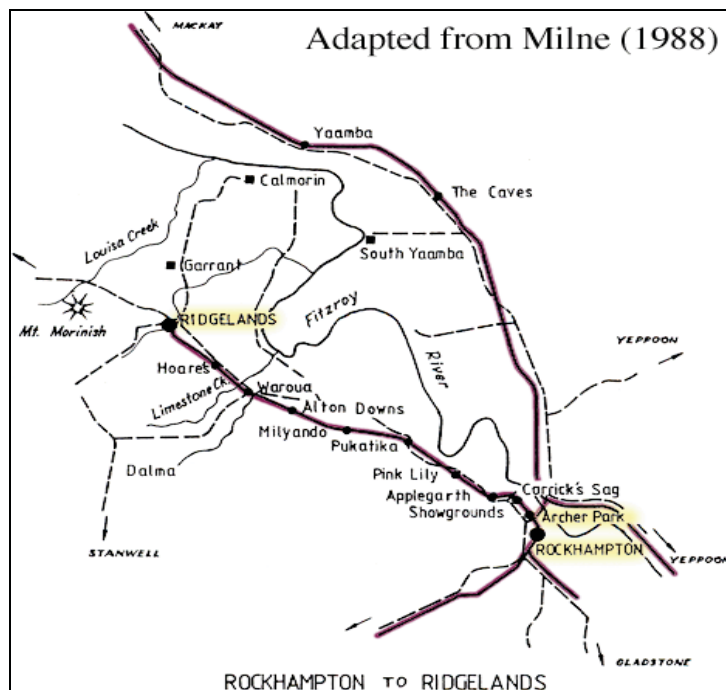 Adapted from Milne (1988)
MACKAY
Yaamba
Calmorin
The Caves
Louisa Creek
South Yaamba
Garrant
RIDGELANDS
Fitzroy
River
Mt. Morinish
YEPPOON
Hoare's
Limestone Ck.
Waroua
Alton Downs
Milyando
Pukatika
Dalma
Pink Lily
Carrick's Sag
Applegarth
Showgrounds
Archer Park
ROCKHAMPTON
STANWELL
YEPPOON
GLADSTONE
ROCKHAMPTON TO RIDGELANDS